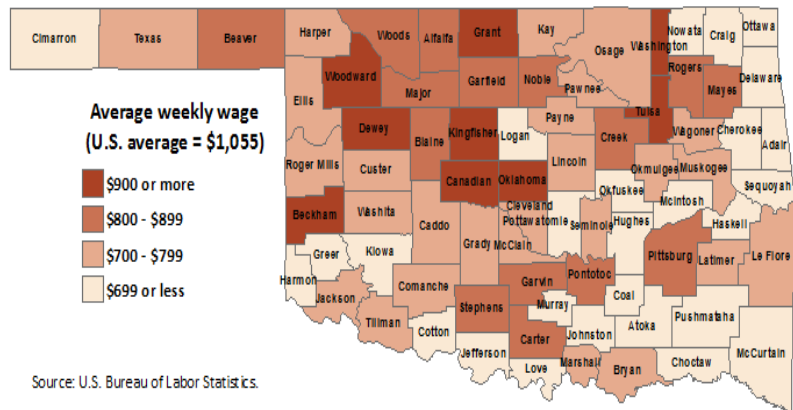 Cimarron
Texas
Beaver
Harper
Woods
Alfalfa
Grant
Kay
Osage
Washington
Nowata
Craig
Ottawa
Woodward
Major
Garfield
Noble
Pawnee
Rogers
Mayes
Delaware
Ellis
Dewey
Blaine
Kingfisher
Logan
Payne
Creek
Tulsa
Wagoner
Cherokee
Adair
Roger Mills
Custer
Canadian
Oklahoma
Lincoln
Okmulgee
Muskogee
Sequoyah
Beckham
Washita
Caddo
Grady
McClain
Cleveland
Pottawatomie
Seminole
Okfuskee
Hughes
McIntosh
Haskell
Greer
Kiowa
Harmon
Jackson
Tillman
Comanche
Cotton
Stephens
Jefferson
Garvin
Murray
Carter
Love
Pontotoc
Johnston
Marshall
Coal
Atoka
Bryan
Pittsburg
Latimer
Le Flore
Pushmataha
Choctaw
McCurtain
Average weekly wage
(U.S. average = $1,055)
$900 or more
$800 - $899
$700 - $799
$699 or less
Source: U.S. Bureau of Labor Statistics.